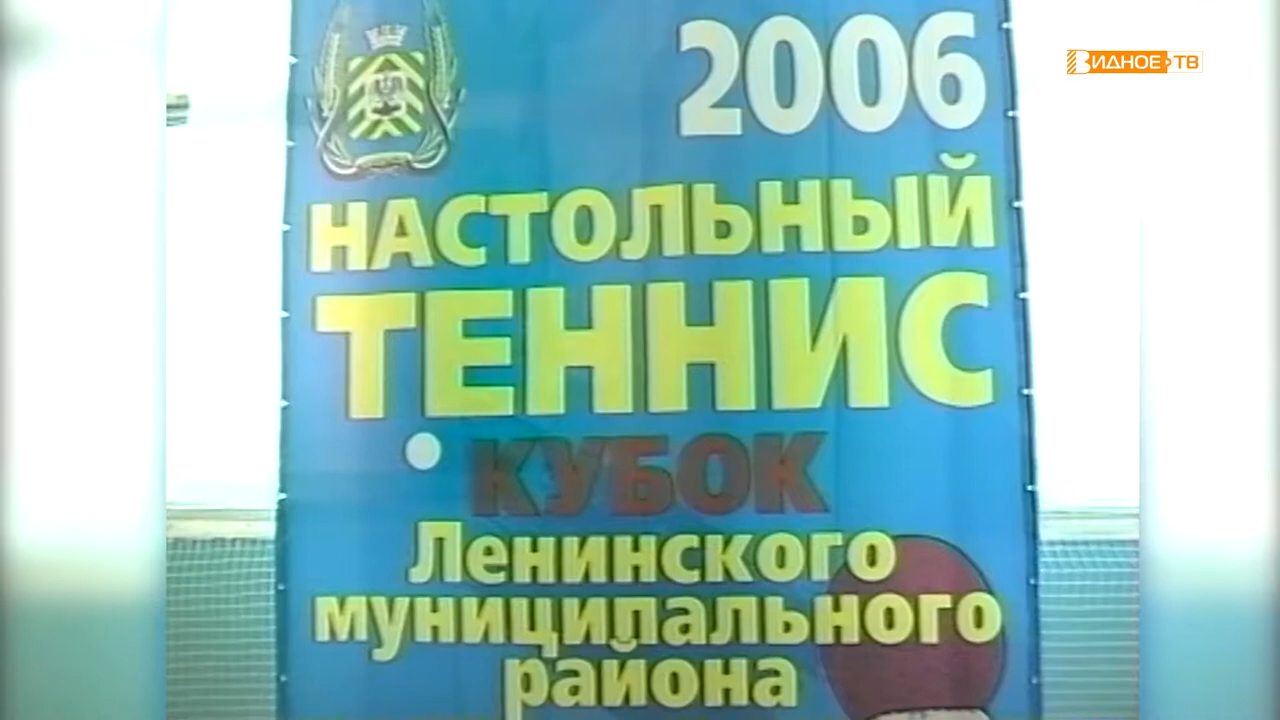 2006
ВИДНОЕ ТВ
НАСТОЛЬНЫЙ
ТЕННИС
КУБОК
Ленинского
муниципального
района